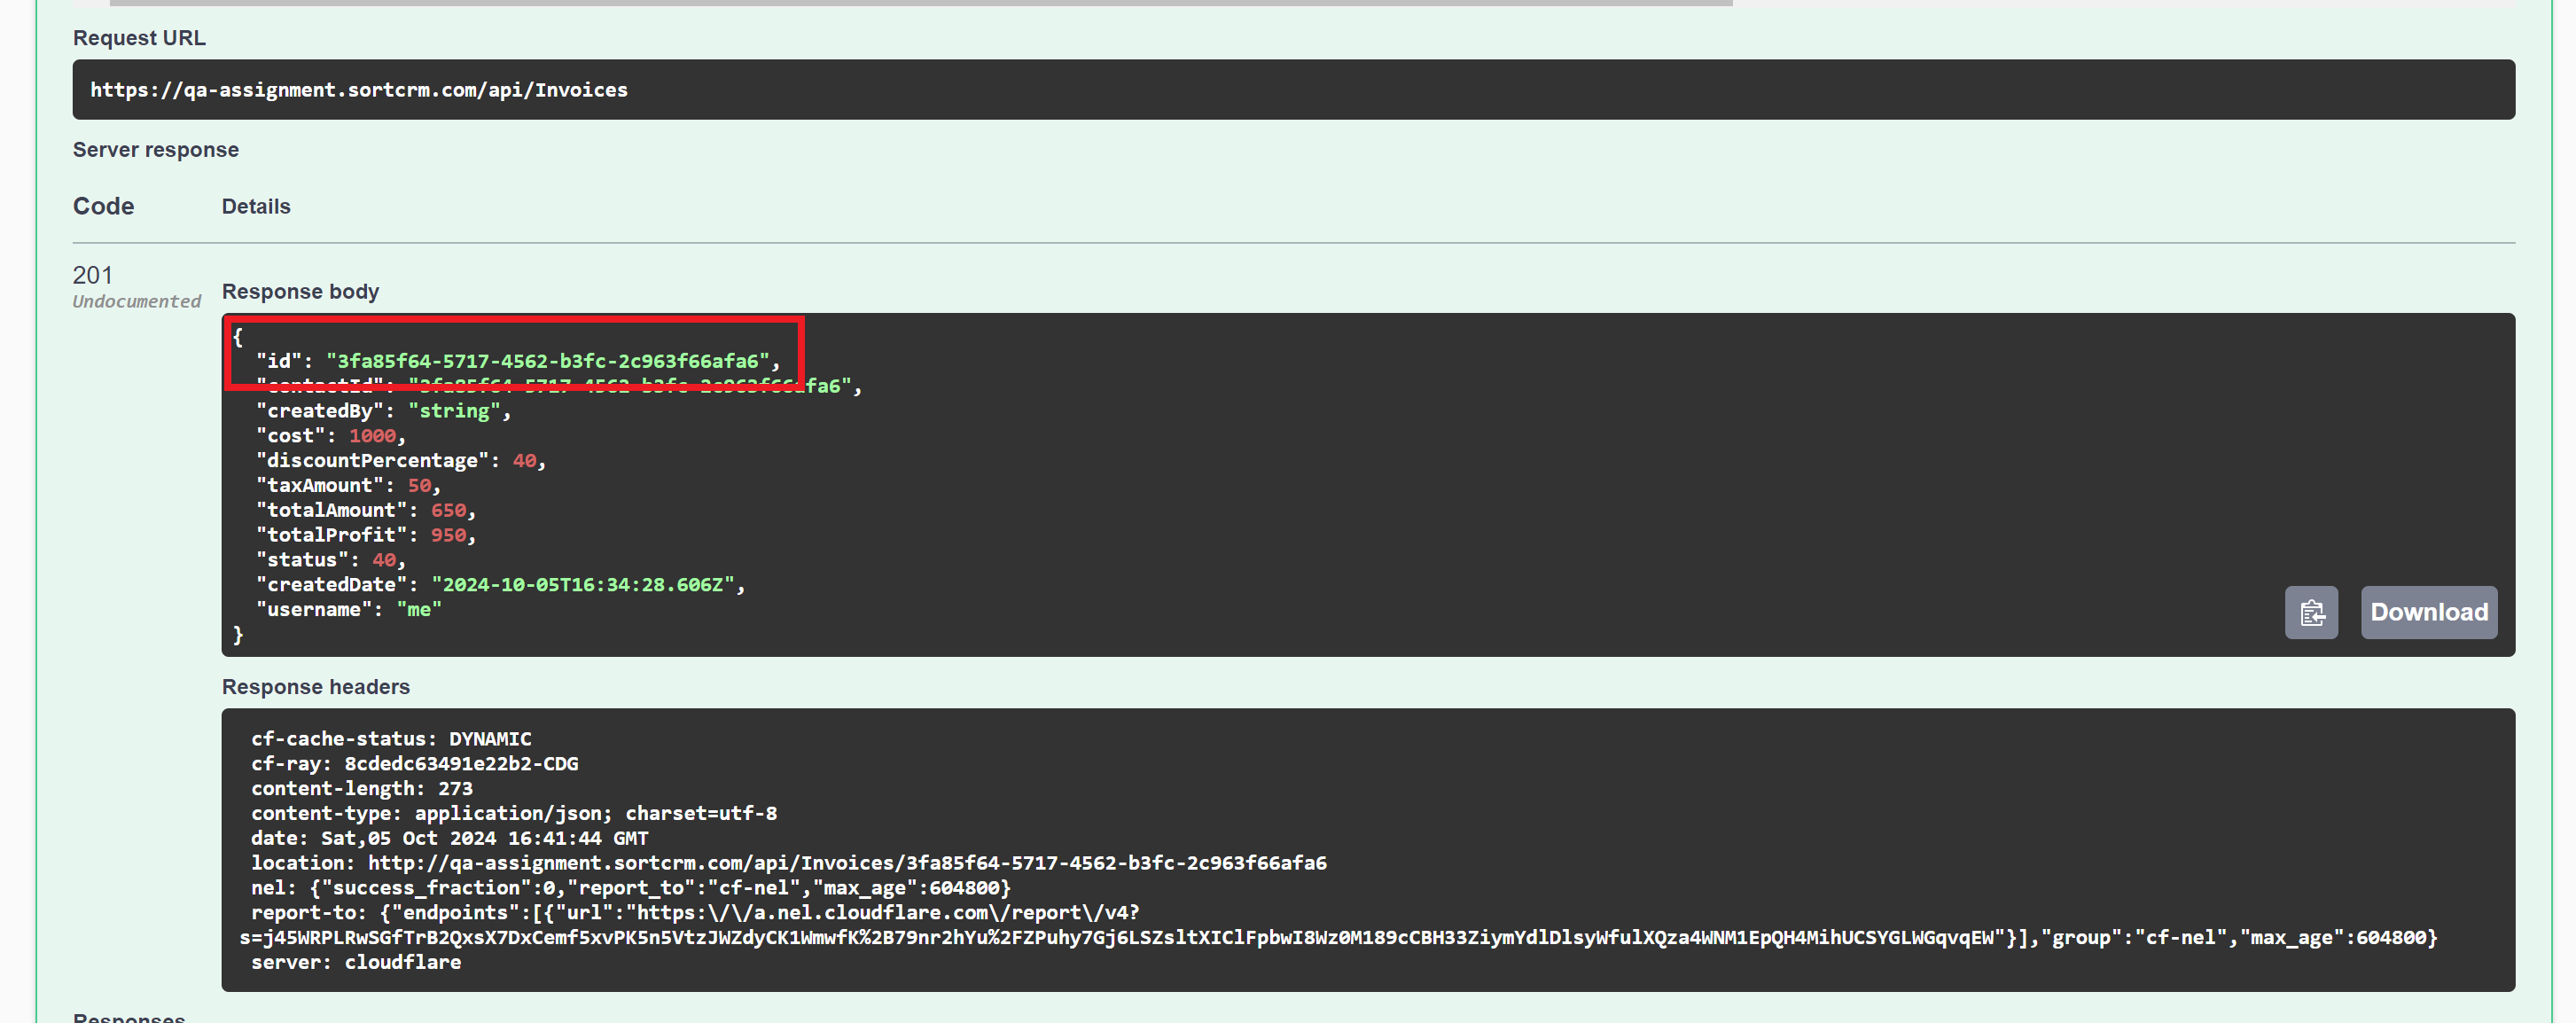 Request URL
https://qa-assignment.sortcrm.com/api/Invoices
Server response
Code Details
201
Undocumented
Response body
{
"id": "3fa85f64-5717-4562-b3fc-2c963f66afa6",
"contactId": "3fa85f64-5717-4562-b3fc-2c963f66afa6",
"createdBy": "string",
"cost": 1000,
"discountPercentage": 40,
"taxAmount": 50,
"totalAmount": 650,
"totalProfit": 950,
"status": 40,
"createdDate": "2024-10-05T16:34:28.606Z",
"username": "me"
}
Download
Response headers
cf-cache-status: DYNAMIC
cf-ray: 8cdedc63491e22b2-CDG
content-length: 273
content-type: application/json; charset=utf-8
date: Sat,05 Oct 2024 16:41:44 GMT
location: http://qa-assignment.sortcrm.com/api/Invoices/3fa85f64-5717-4562-b3fc-2c963f66afa6
nel: {"success_fraction":0,"report_to":"cf-nel","max_age":604800}
report-to: {"endpoints":[{"url":"https:\/\/a.nel.cloudflare.com\/report\/v4?
s=j45WRPLRwSGfTrB2QxsX7DxCemf5xvPK5n5VtzJWZdyCK1WmwfK%2B79nr2hYu%2FZPuhy7Gj6LSZsltXIClFpbwI8Wz0M189cCBH33ZiymYdlDlsyWfulXQza4WNM1EpQH4MihUCSYGLWGqvqEW"}],"group":"cf-nel","max_age":604800}
server: cloudflare
Responses